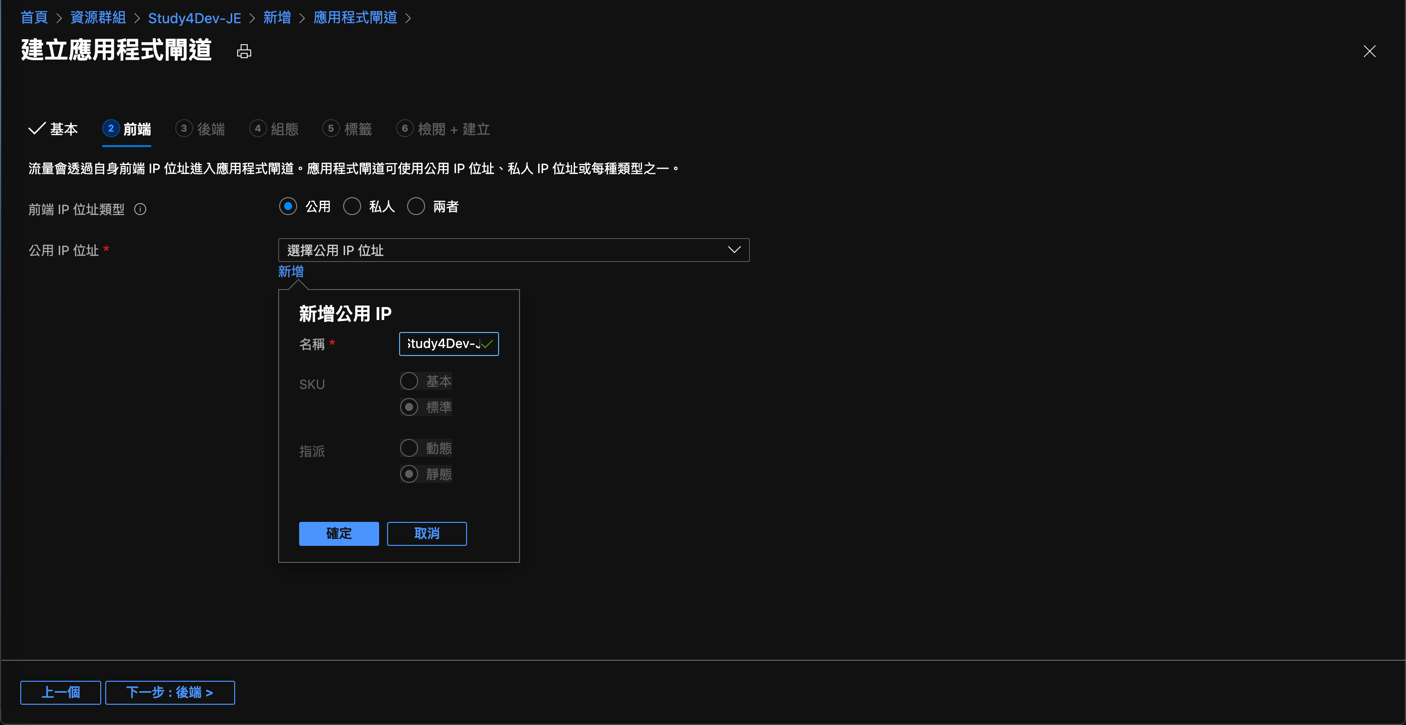 首頁 > 資源群組 > Study4Dev-JE > 新增 > 應用程式閘道 >
建立應用程式閘道
基本 2 前端 3 後端 4 組態 5 標籤 6 檢閱 + 建立
流量會透過自身前端 IP 位址進入應用程式閘道。應用程式閘道可使用公用 IP 位址、私人 IP 位址或每種類型之一。
前端 IP 位址類型 公用 私人 兩者
公用 IP 位址 * 選擇公用 IP 位址
新增
新增公用 IP
名稱 * Study4Dev-J
SKU 基本
標準
指派 動態
靜態
確定 取消
上一個 下一步 : 後端 >